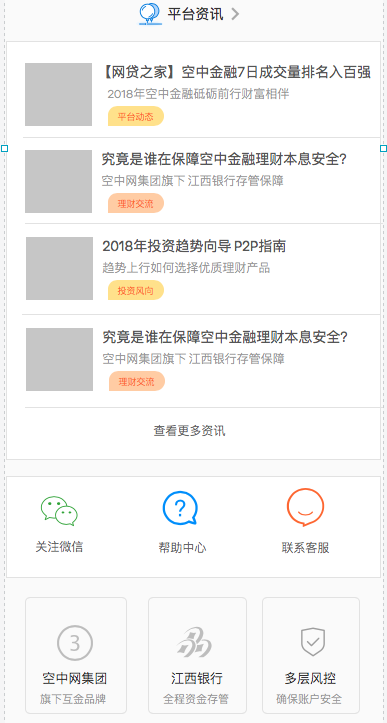 平台资讯
【网贷之家】空中金融7日成交量排名入百强
2018年空中金融砥砺前行财富相伴
平台动态
究竟是谁在保障空中金融理财本息安全?
空中网集团旗下 江西银行存管保障
理财交流
2018年投资趋势向导 P2P指南
趋势上行如何选择优质理财产品
投资风向
究竟是谁在保障空中金融理财本息安全?
空中网集团旗下 江西银行存管保障
理财交流
查看更多资讯
关注微信
帮助中心
联系客服
3
空中网集团
旗下互金品牌
江西银行
全程资金存管
多层风控
确保账户安全